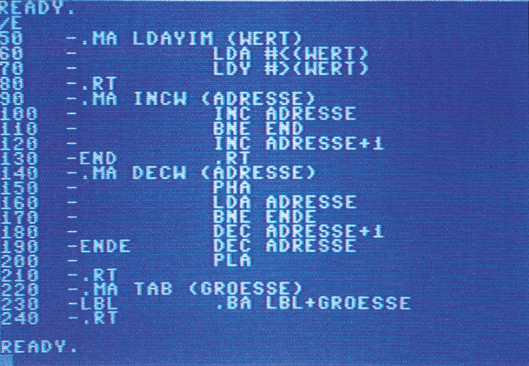 READY.
/E
50 -.MA LDAYIM (WERT)
60 - LDA #<(WERT)
70 - LDY #>(WERT)
80 -.RT
90 -.MA INCW (ADRESSE)
100 - INC ADRESSE
110 - BNE END
120 - INC ADRESSE+1
130 -END .RT
140 -.MA DECW (ADRESSE)
150 - PHA
160 - LDA ADRESSE
170 - BNE ENDE
180 - DEC ADRESSE+1
190 -ENDE DEC ADRESSE
200 - PLA
210 -.RT
220 -.MA TAB (GROESSE)
230 -LBL .BA LBL+GROESSE
240 -.RT
READY.